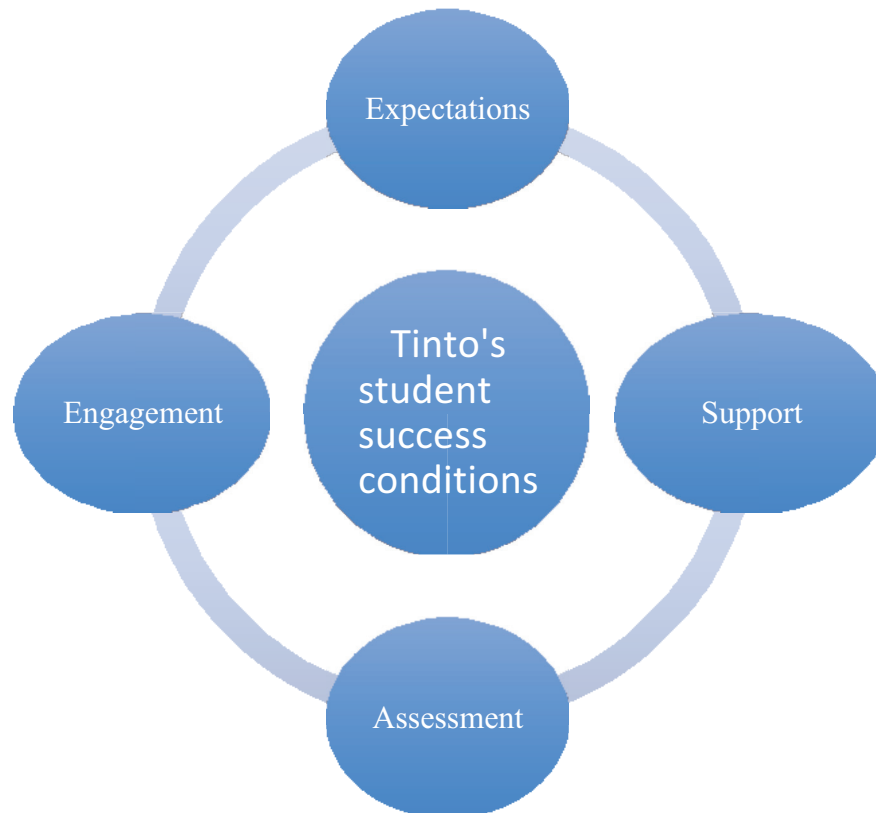 Expectations
Engagement
Tinto's
student
success
conditions
Support
Assessment